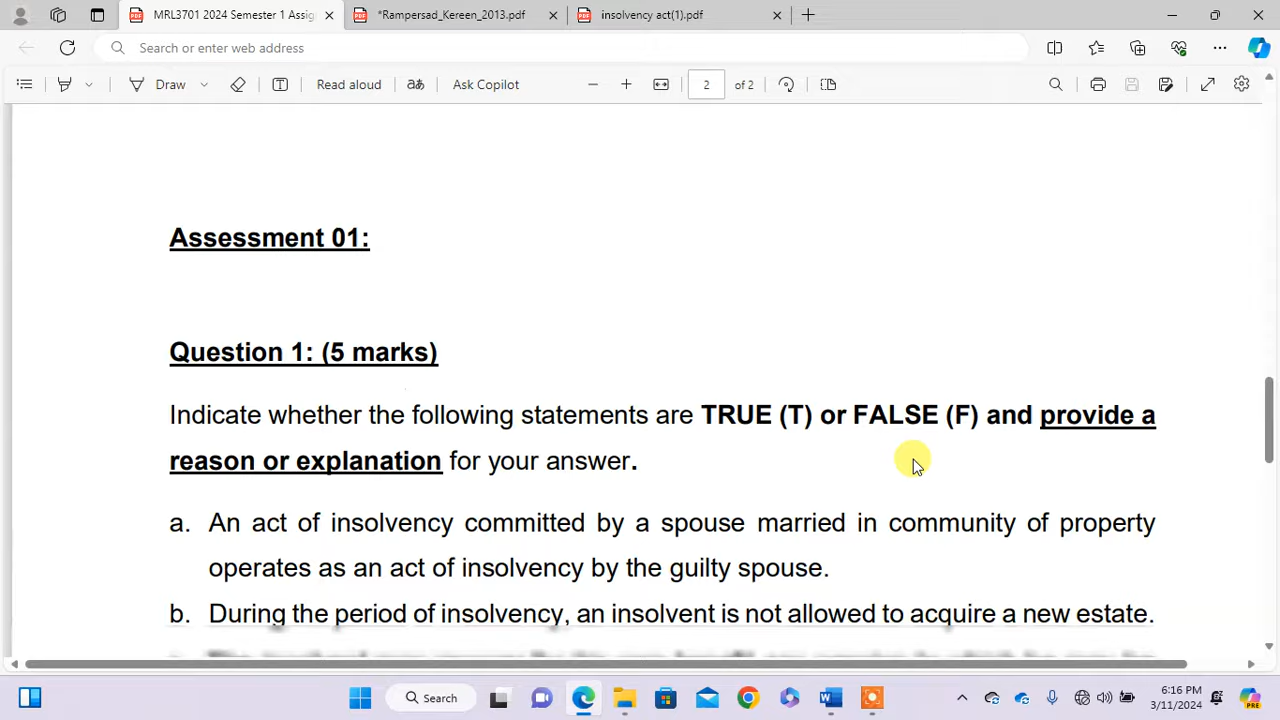 MRL3701 2024 Semester 1 Assig
*Rampersad_Kereen_2013.pdf
insolvency act(1).pdf
Search or enter web address
Draw
Read aloud
aあ
Ask Copilot
2
of 2
Assessment 01:
Question 1: (5 marks)
Indicate whether the following statements are TRUE (T) or FALSE (F) and provide a
reason or explanation for your answer.
a. An act of insolvency committed by a spouse married in community of property
operates as an act of insolvency by the guilty spouse.
b. During the period of insolvency, an insolvent is not allowed to acquire a new estate.
Search
6:16 PM
3/11/2024
PRE